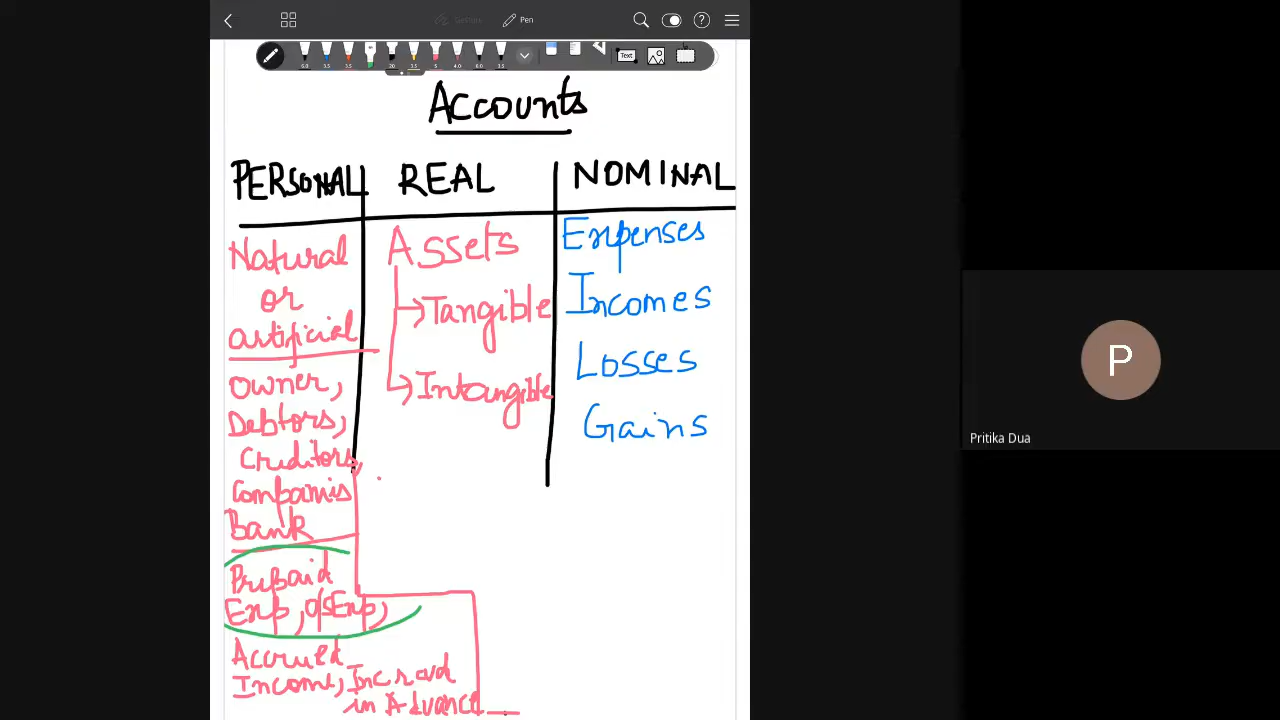 Pen
Text
Accounts
PERSONAL
REAL
NOMINAL
Natural
or
artificial
Owner,
Debtors,
Creditors,
Companies
Bank
Prepaid
Exp, o/s Exp,
Accrued
Income, Inc recd
in Advance
Assets
Tangible
Intangible
Expenses
Incomes
Losses
Gains
P
Pritika Dua